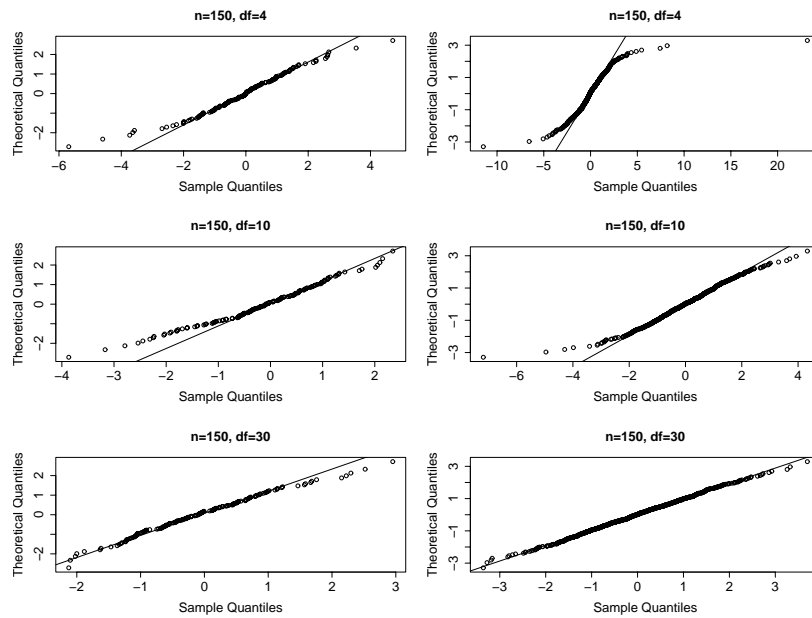 n=150, df=4
Theoretical Quantiles
−2 0 1 2
−6 −4 −2 0 2 4
Sample Quantiles
n=150, df=4
Theoretical Quantiles
−3 −1 1 3
−10 −5 0 5 10 15 20
Sample Quantiles
n=150, df=10
Theoretical Quantiles
−2 0 1 2
−4 −3 −2 −1 0 1 2
Sample Quantiles
n=150, df=10
Theoretical Quantiles
−3 −1 1 3
−6 −4 −2 0 2 4
Sample Quantiles
n=150, df=30
Theoretical Quantiles
−2 0 1 2
−2 −1 0 1 2 3
Sample Quantiles
n=150, df=30
Theoretical Quantiles
−3 −1 1 3
−3 −2 −1 0 1 2 3
Sample Quantiles